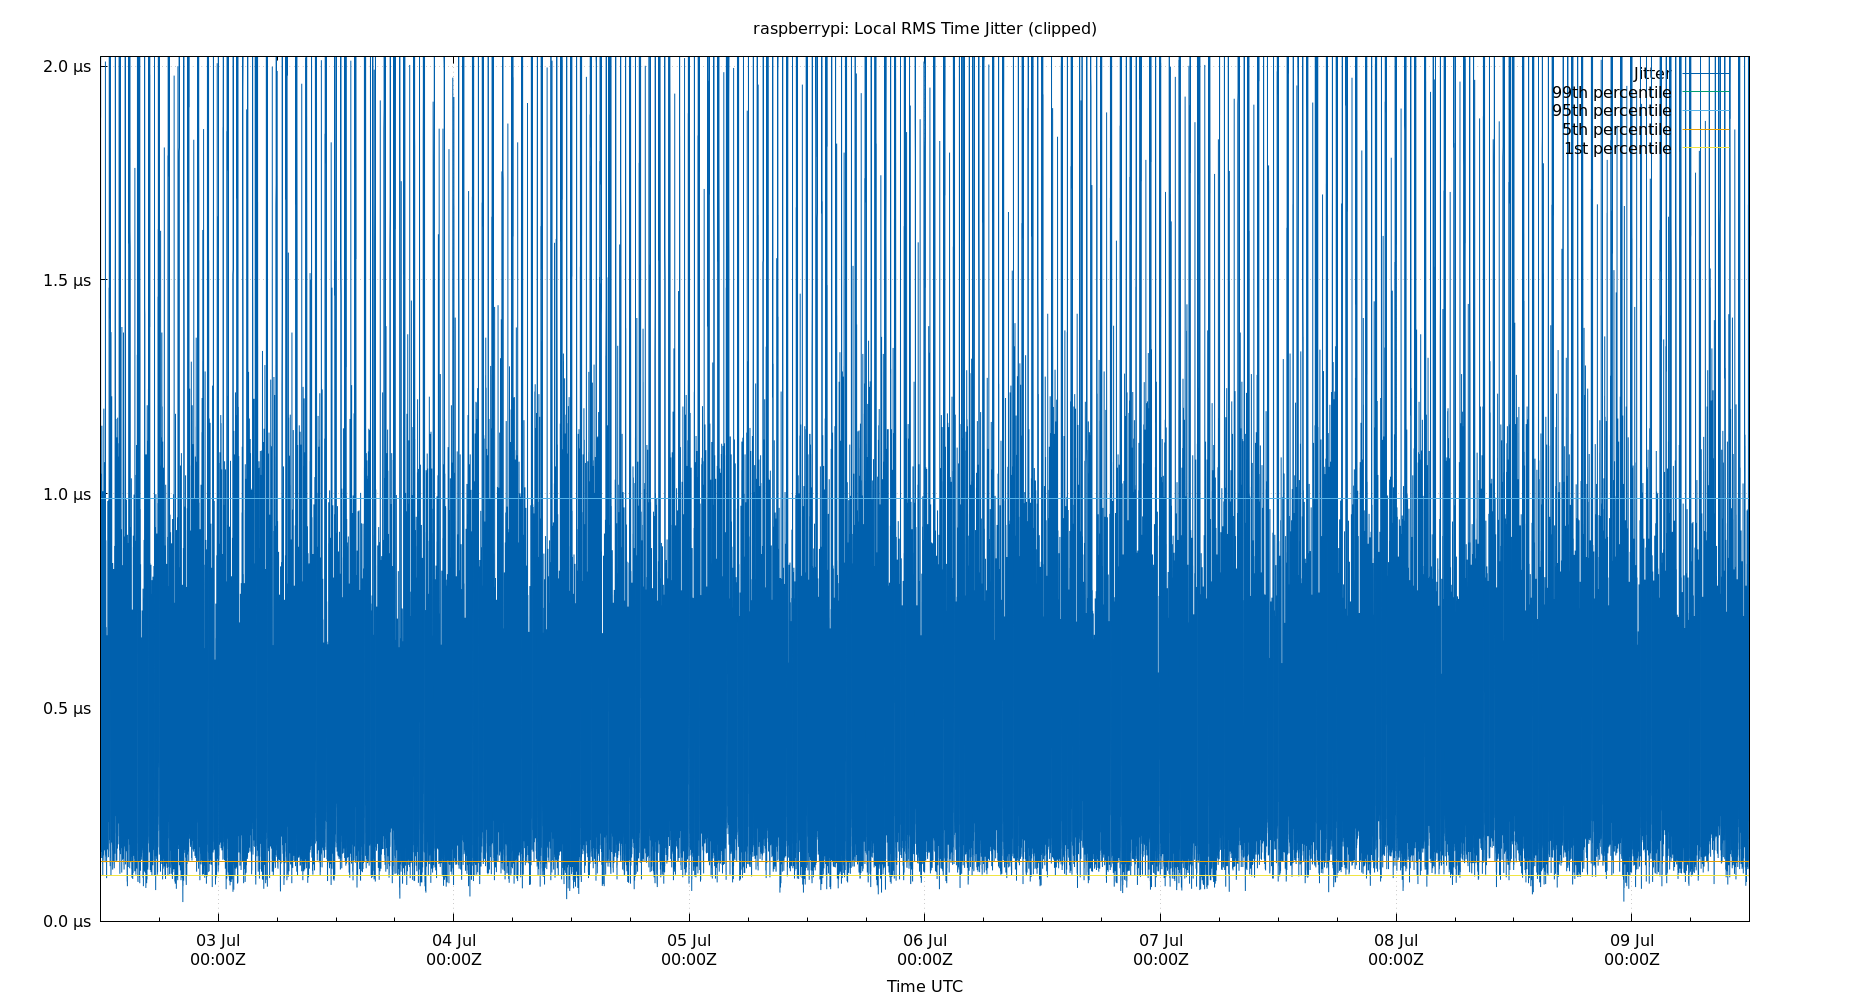 raspberrypi: Local RMS Time Jitter (clipped)
2.0 µs
1.5 µs
1.0 µs
0.5 µs
0.0 µs
Jitter
99th percentile
95th percentile
5th percentile
1st percentile
03 Jul 04 Jul 05 Jul 06 Jul 07 Jul 08 Jul 09 Jul
00:00Z 00:00Z 00:00Z 00:00Z 00:00Z 00:00Z 00:00Z
Time UTC